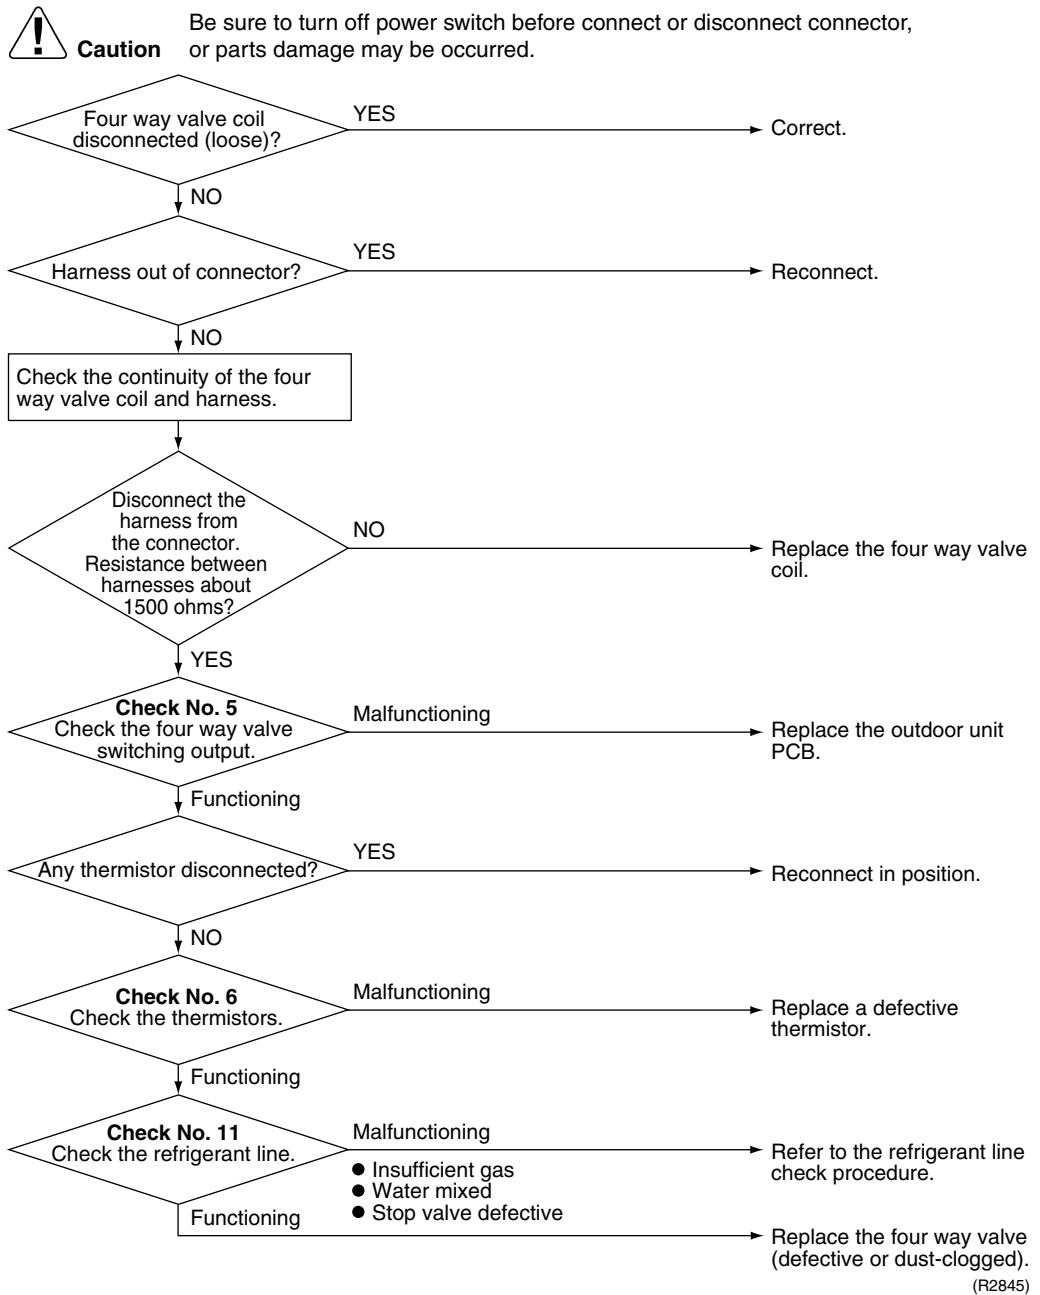 Be sure to turn off power switch before connect or disconnect connector,
Caution or parts damage may be occurred.
Four way valve coil
disconnected (loose)?
YES
Correct.
NO
Harness out of connector?
YES
Reconnect.
NO
Check the continuity of the four
way valve coil and harness.
Disconnect the
harness from
the connector.
Resistance between
harnesses about
1500 ohms?
NO
Replace the four way valve
coil.
YES
Check No. 5
Check the four way valve
switching output.
Malfunctioning
Replace the outdoor unit
PCB.
Functioning
Any thermistor disconnected?
YES
Reconnect in position.
NO
Check No. 6
Check the thermistors.
Malfunctioning
Replace a defective
thermistor.
Functioning
Check No. 11
Check the refrigerant line.
Malfunctioning
● Insufficient gas
● Water mixed
● Stop valve defective
Refer to the refrigerant line
check procedure.
Functioning
Replace the four way valve
(defective or dust-clogged).
(R2845)